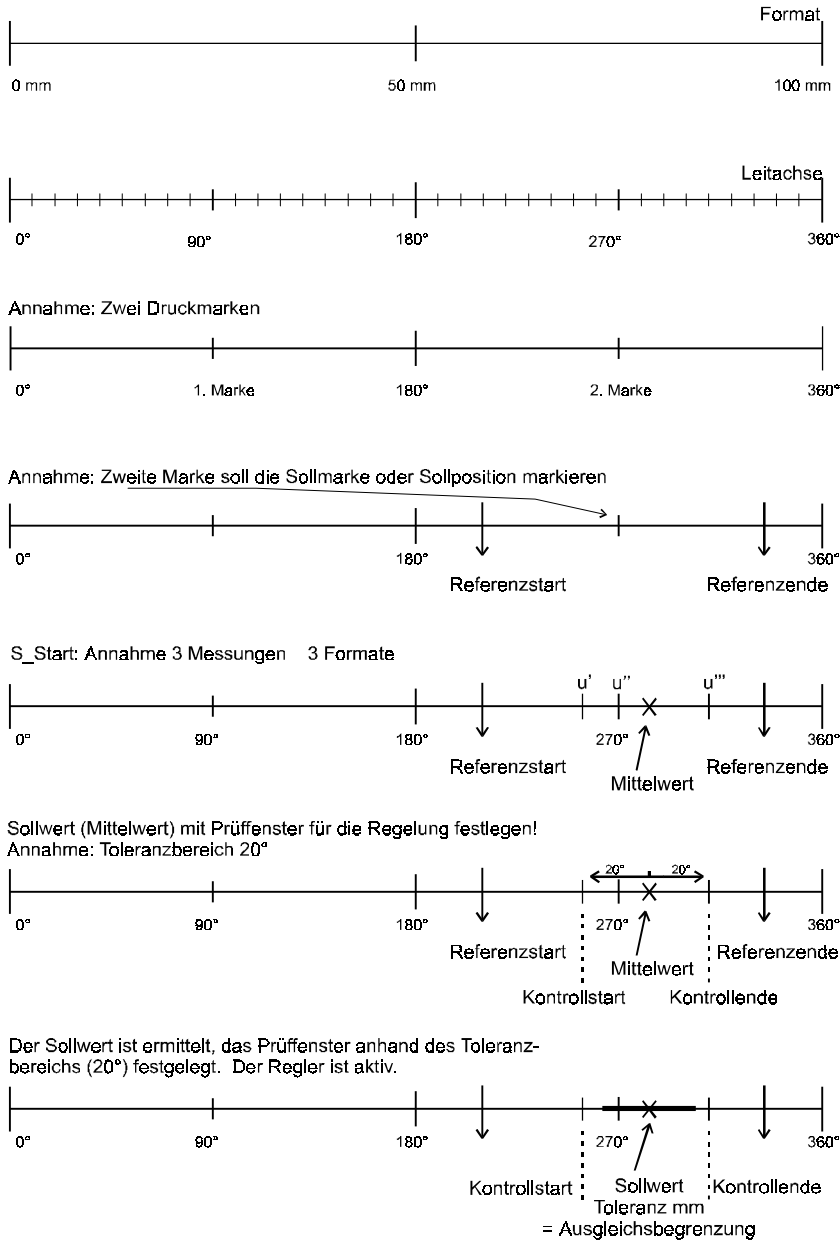 Format
0 mm 50 mm 100 mm
Leitachse
0° 90° 180° 270° 360°
Annahme: Zwei Druckmarken
0° 1. Marke 180° 2. Marke 360°
Annahme: Zweite Marke soll die Sollmarke oder Sollposition markieren
0° 180° 360°
Referenzstart Referenzende
S_Start: Annahme 3 Messungen 3 Formate
u' u'' u'''
0° 90° 180° 270° 360°
Referenzstart Mittelwert Referenzende
Sollwert (Mittelwert) mit Prüffenster für die Regelung festlegen!
Annahme: Toleranzbereich 20°
20° 20°
0° 90° 180° 270° 360°
Referenzstart Mittelwert Referenzende
Kontrollstart Kontrollende
Der Sollwert ist ermittelt, das Prüffenster anhand des Toleranz-
bereichs (20°) festgelegt. Der Regler ist aktiv.
0° 90° 180° 270° 360°
Kontrollstart Sollwert Kontrollende
Toleranz mm
= Ausgleichsbegrenzung